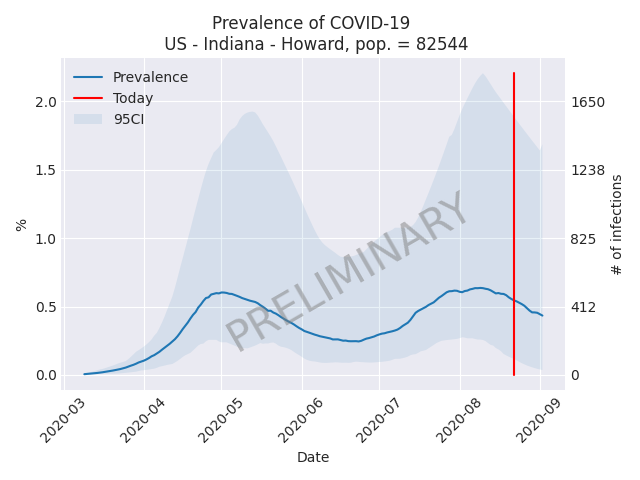 Prevalence of COVID-19
US - Indiana - Howard, pop. = 82544
Prevalence
Today
95CI
2.0
1.5
1.0
0.5
0.0
%
1650
1238
825
412
0
# of infections
PRELIMINARY
2020-03
2020-04
2020-05
2020-06
2020-07
2020-08
2020-09
Date